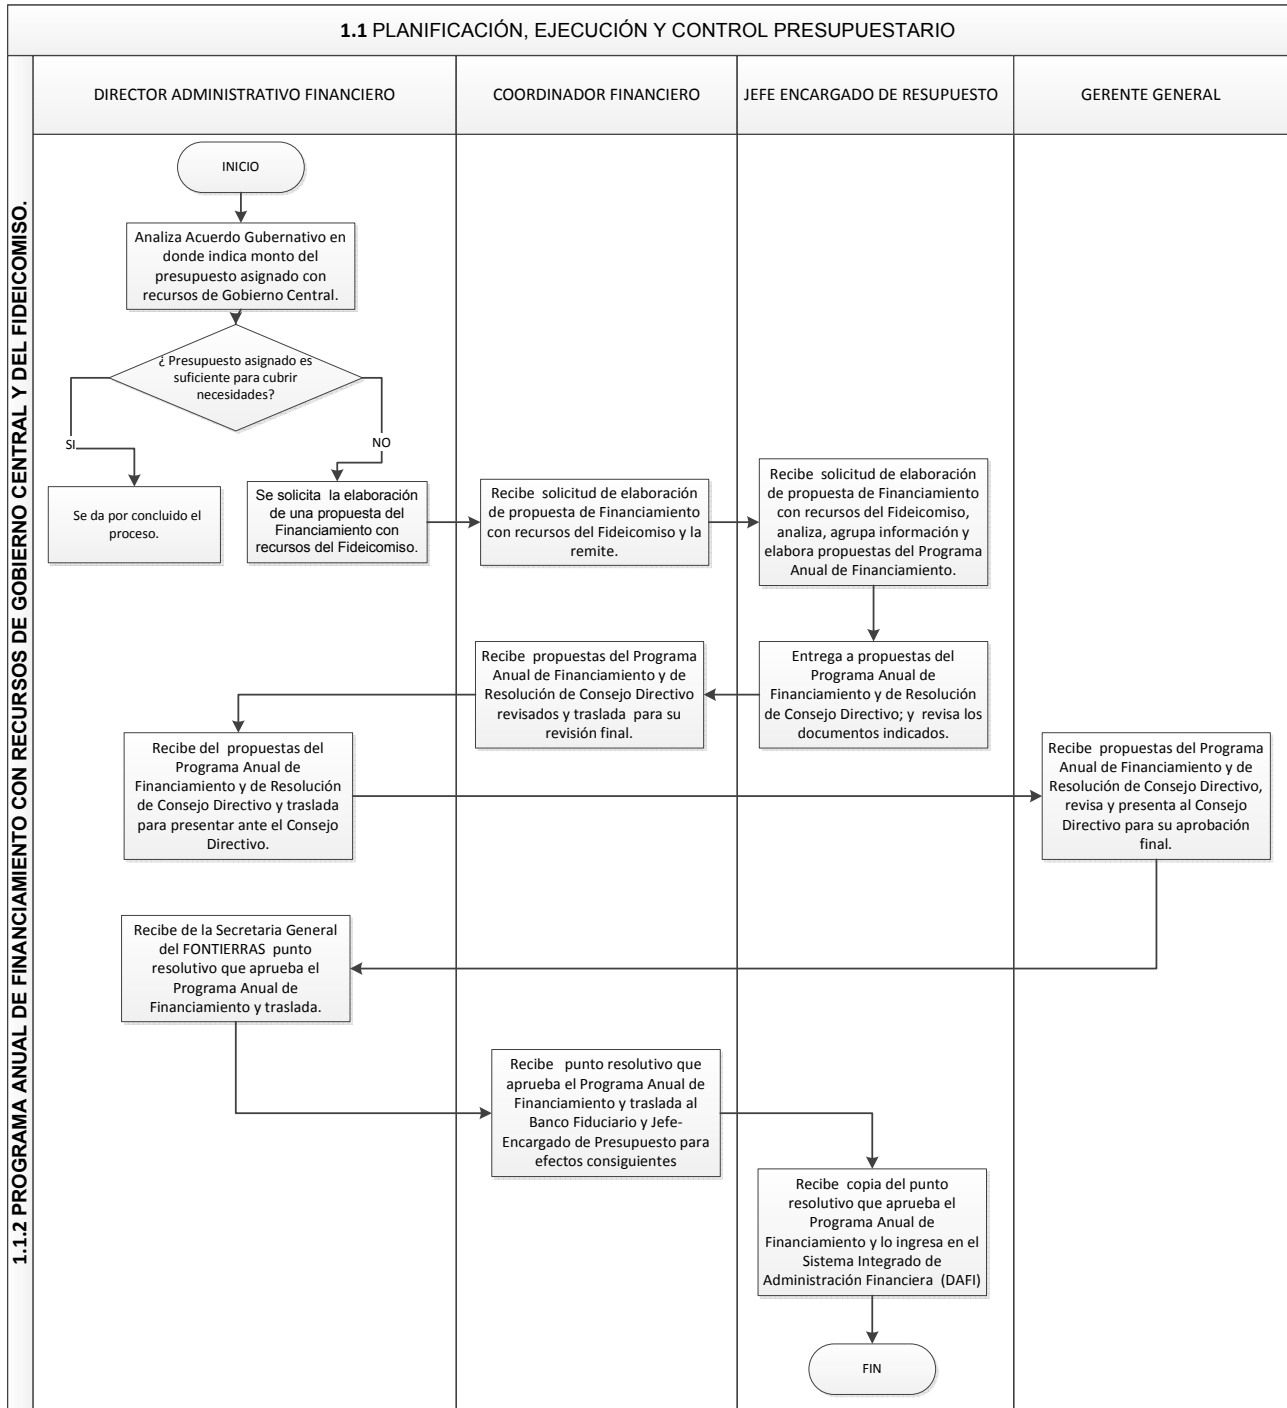 1.1 PLANIFICACIÓN, EJECUCIÓN Y CONTROL PRESUPUESTARIO
1.1.2 PROGRAMA ANUAL DE FINANCIAMIENTO CON RECURSOS DE GOBIERNO CENTRAL Y DEL FIDEICOMISO.
DIRECTOR ADMINISTRATIVO FINANCIERO
COORDINADOR FINANCIERO
JEFE ENCARGADO DE RESUPUESTO
GERENTE GENERAL
INICIO
Analiza Acuerdo Gubernativo en
donde indica monto del
presupuesto asignado con
recursos de Gobierno Central.
¿ Presupuesto asignado es
suficiente para cubrir
necesidades?
SI
NO
Se da por concluido el
proceso.
Se solicita la elaboración
de una propuesta del
Financiamiento con
recursos del Fideicomiso.
Recibe solicitud de elaboración
de propuesta de Financiamiento
con recursos del Fideicomiso y la
remite.
Recibe solicitud de elaboración
de propuesta de Financiamiento
con recursos del Fideicomiso,
analiza, agrupa información y
elabora propuestas del Programa
Anual de Financiamiento.
Entrega a propuestas del
Programa Anual de
Financiamiento y de Resolución
de Consejo Directivo; y revisa los
documentos indicados.
Recibe propuestas del Programa
Anual de Financiamiento y de
Resolución de Consejo Directivo
revisados y traslada para su
revisión final.
Recibe del propuestas del
Programa Anual de
Financiamiento y de Resolución
de Consejo Directivo y traslada
para presentar ante el Consejo
Directivo.
Recibe propuestas del Programa
Anual de Financiamiento y de
Resolución de Consejo Directivo,
revisa y presenta al Consejo
Directivo para su aprobación
final.
Recibe de la Secretaria General
del FONTIERRAS punto
resolutivo que aprueba el
Programa Anual de
Financiamiento y traslada.
Recibe punto resolutivo que
aprueba el Programa Anual de
Financiamiento y traslada al
Banco Fiduciario y Jefe-
Encargado de Presupuesto para
efectos consiguientes
Recibe copia del punto
resolutivo que aprueba el
Programa Anual de
Financiamiento y lo ingresa en el
Sistema Integrado de
Administración Financiera (DAFI)
FIN